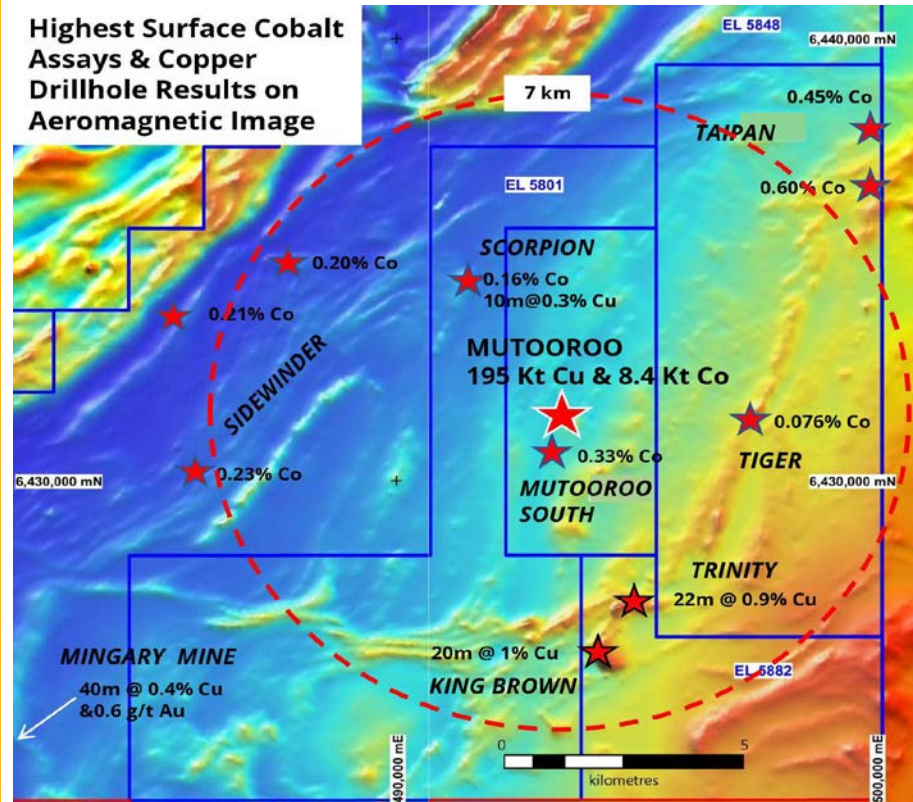 Highest Surface Cobalt
Assays & Copper
Drillhole Results on
Aeromagnetic Image
EL 5848
6,440,000 mN
7 km
0.45% Co
TAIPAN
0.60% Co
EL 5801
SCORPION
0.16% Co
10m@0.3% Cu
0.20% Co
0.21% Co
SIDEWINDER
MUTOOROO
195 Kt Cu & 8.4 Kt Co
0.076% Co
0.33% Co
TIGER
0.23% Co
6,430,000 mN
6,430,000 mN
MUTOOROO
SOUTH
TRINITY
22m @ 0.9% Cu
20m @ 1% Cu
KING BROWN
EL 5882
MINGARY MINE
40m @ 0.4% Cu
&0.6 g/t Au
490,000 mE
500,000 mE
0
5
kilometres